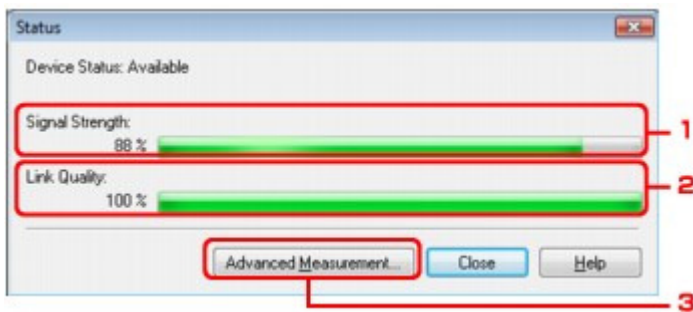 Status
Device Status: Available
Signal Strength:
88 %
1
Link Quality:
100 %
2
Advanced Measurement... Close Help
3